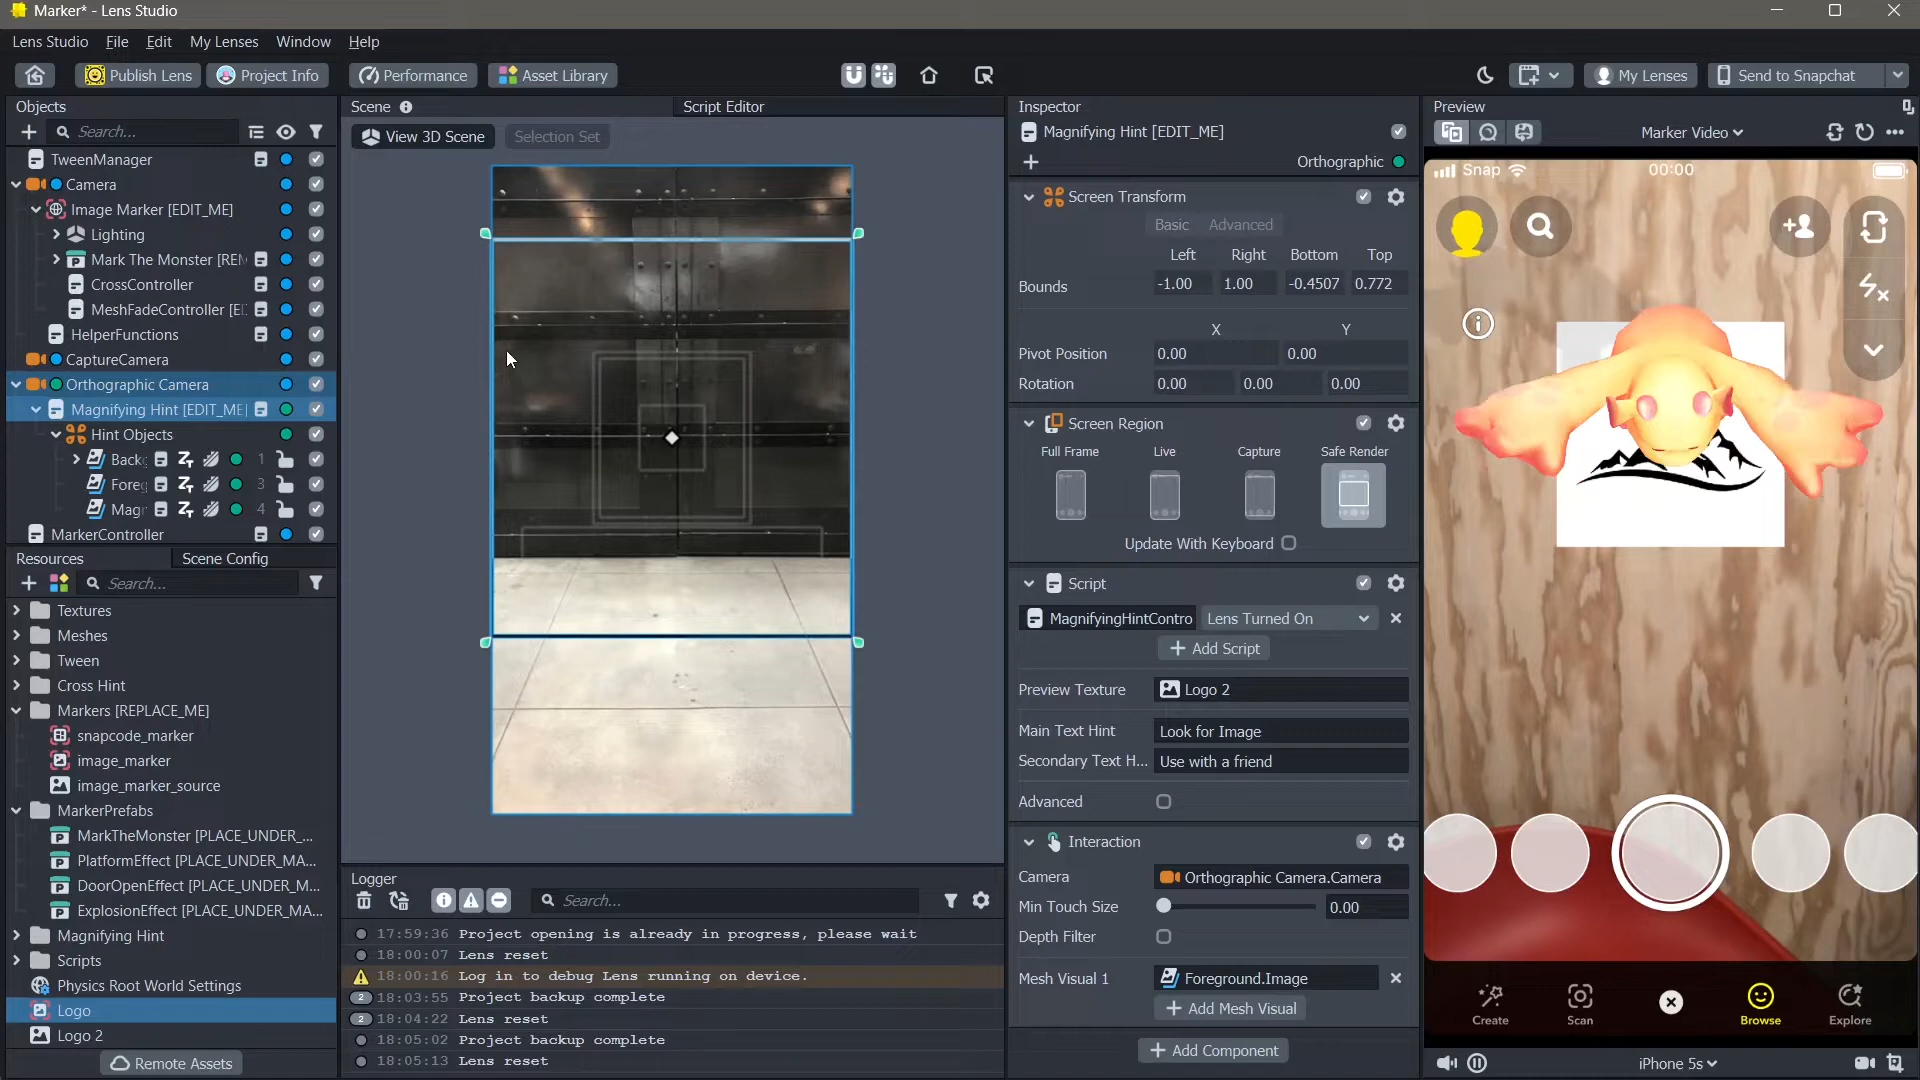 Marker* - Lens Studio
Lens Studio File Edit My Lenses Window Help
Publish Lens Project Info Performance Asset Library My Lenses Send to Snapchat
Objects
Search...
TweenManager
Camera
Image Marker [EDIT_ME]
Lighting
Mark The Monster [REM
CrossController
MeshFadeController [EI
HelperFunctions
CaptureCamera
Orthographic Camera
Magnifying Hint [EDIT_ME]
Hint Objects
Back 1
Foreg 3
Magr 4
MarkerController
Resources Scene Config
Search...
Textures
Meshes
Tween
Cross Hint
Markers [REPLACE_ME]
snapcode_marker
image_marker
image_marker_source
MarkerPrefabs
MarkTheMonster [PLACE_UNDER_...
PlatformEffect [PLACE_UNDER_MA...
DoorOpenEffect [PLACE_UNDER_M...
ExplosionEffect [PLACE_UNDER_MA...
Magnifying Hint
Scripts
Physics Root World Settings
Logo
Logo 2
Remote Assets
Scene Script Editor
View 3D Scene Selection Set
Logger
Search...
17:59:36 Project opening is already in progress, please wait
18:00:07 Lens reset
18:00:16 Log in to debug Lens running on device.
2 18:03:55 Project backup complete
2 18:04:22 Lens reset
18:05:02 Project backup complete
18:05:13 Lens reset
Inspector
Magnifying Hint [EDIT_ME]
Orthographic
Screen Transform
Basic Advanced
Left Right Bottom Top
Bounds -1.00 1.00 -0.4507 0.772
X Y
Pivot Position 0.00 0.00
Rotation 0.00 0.00 0.00
Screen Region
Full Frame Live Capture Safe Render
Update With Keyboard
Script
MagnifyingHintContro Lens Turned On
Add Script
Preview Texture Logo 2
Main Text Hint Look for Image
Secondary Text H... Use with a friend
Advanced
Interaction
Camera Orthographic Camera.Camera
Min Touch Size 0.00
Depth Filter
Mesh Visual 1 Foreground.Image
Add Mesh Visual
Add Component
Preview
Marker Video
Snap 00:00
Create Scan Browse Explore
iPhone 5s